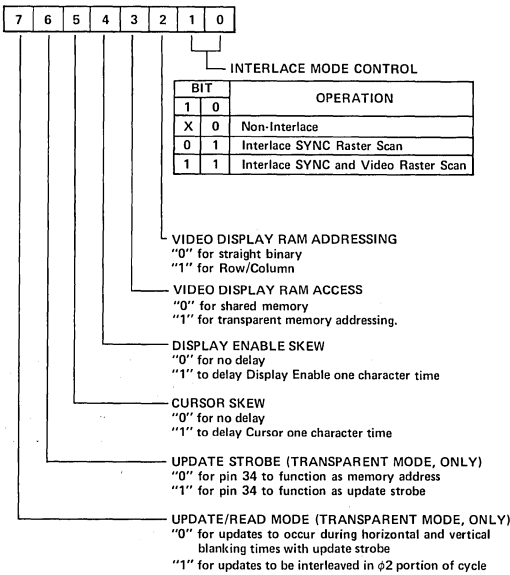 7 6 5 4 3 2 1 0
INTERLACE MODE CONTROL
BIT OPERATION
1 0
X 0 Non-Interlace
0 1 Interlace SYNC Raster Scan
1 1 Interlace SYNC and Video Raster Scan
VIDEO DISPLAY RAM ADDRESSING
"0" for straight binary
"1" for Row/Column
VIDEO DISPLAY RAM ACCESS
"0" for shared memory
"1" for transparent memory addressing.
DISPLAY ENABLE SKEW
"0" for no delay
"1" to delay Display Enable one character time
CURSOR SKEW
"0" for no delay
"1" to delay Cursor one character time
UPDATE STROBE (TRANSPARENT MODE, ONLY)
"0" for pin 34 to function as memory address
"1" for pin 34 to function as update strobe
UPDATE/READ MODE (TRANSPARENT MODE, ONLY)
"0" for updates to occur during horizontal and vertical
blanking times with update strobe
"1" for updates to be interleaved in ϕ2 portion of cycle